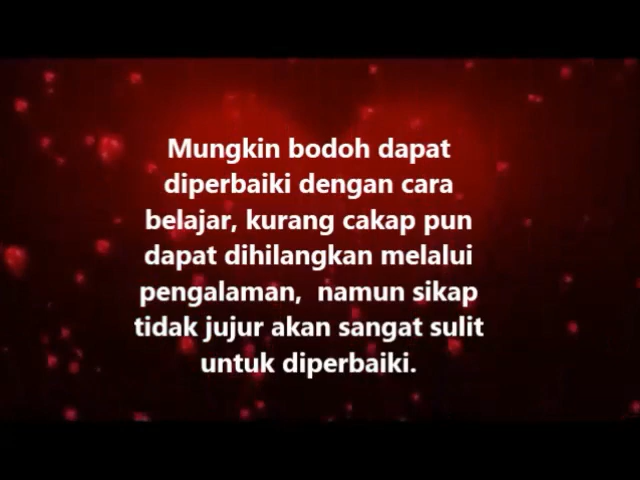 Mungkin bodoh dapat
diperbaiki dengan cara
belajar, kurang cakap pun
dapat dihilangkan melalui
pengalaman,  namun sikap
tidak jujur akan sangat sulit
untuk diperbaiki.